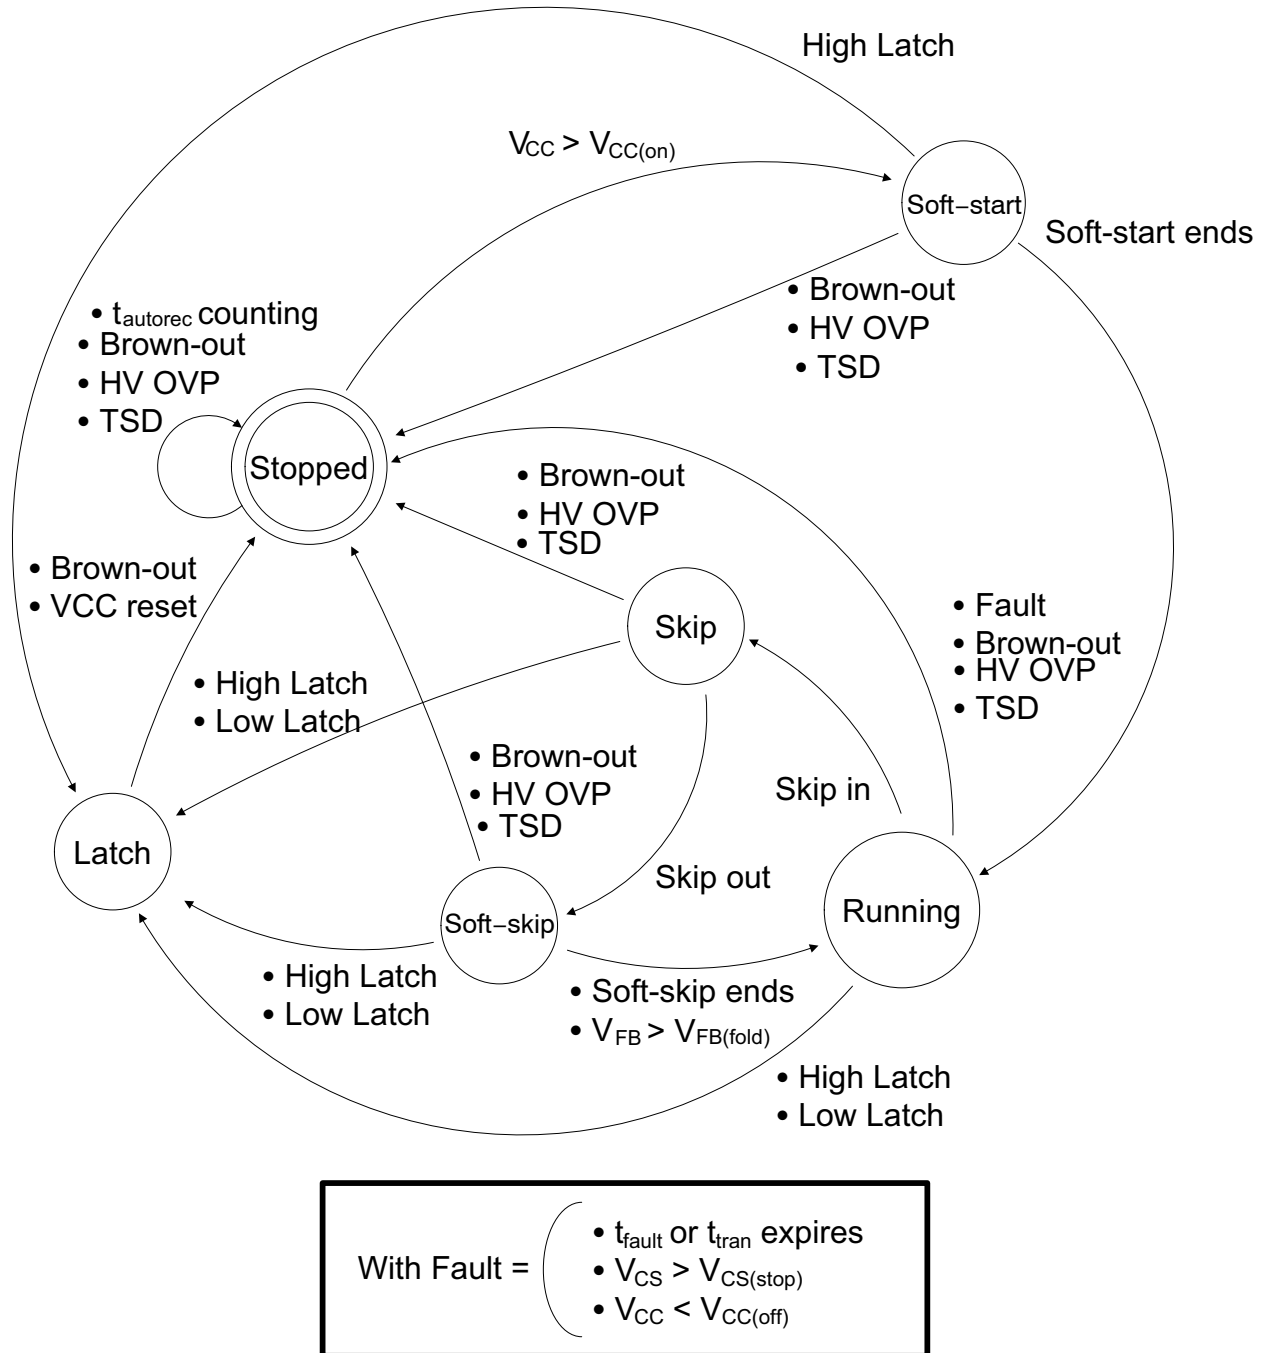 High Latch
VCC > VCC(on)
Soft−start
Soft-start ends
• Brown-out
• HV OVP
• TSD
• tautorec counting
• Brown-out
• HV OVP
• TSD
Stopped
• Brown-out
• HV OVP
• TSD
• Brown-out
• VCC reset
Skip
• Fault
• Brown-out
• HV OVP
• TSD
• High Latch
• Low Latch
• Brown-out
• HV OVP
• TSD
Skip in
Latch
Skip out
Soft−skip
Running
• High Latch
• Low Latch
• Soft-skip ends
• VFB > VFB(fold)
• High Latch
• Low Latch
With Fault =
• tfault or ttran expires
• VCS > VCS(stop)
• VCC < VCC(off)